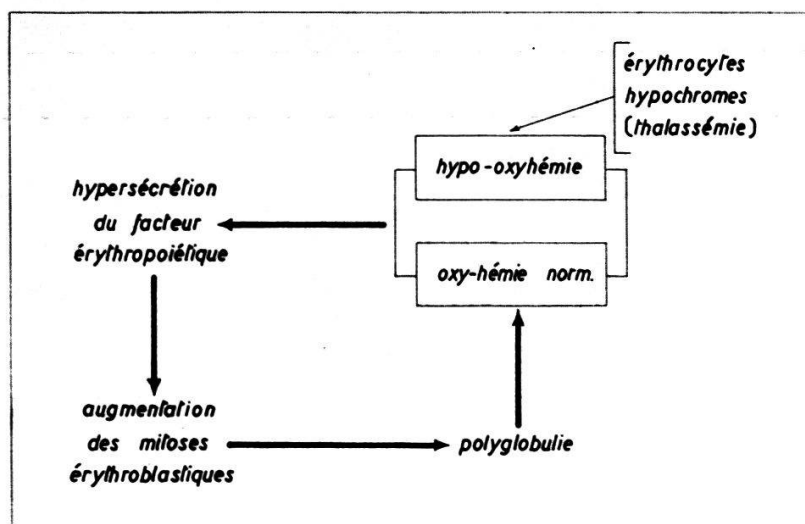 érythrocytes
hypochromes
(thalassémie)
hypo-oxyhémie
hypersécrétion
du facteur
érythropoiétique
oxy-hémie norm.
augmentation
des mitoses
érythroblastiques
polyglobulie